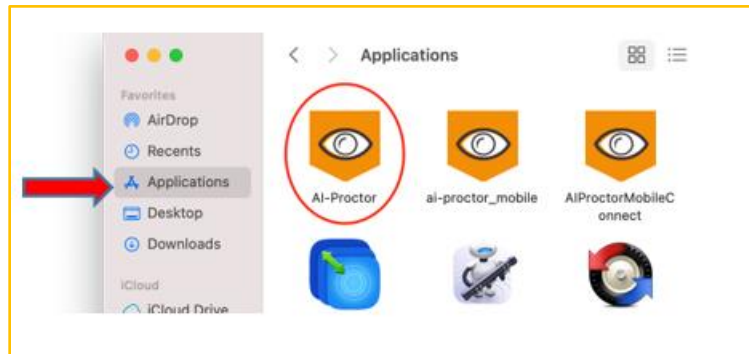 Applications
Favorites
AirDrop
Recents
Applications
Desktop
Downloads
iCloud
iCloud Drive
AI-Proctor
ai-proctor_mobile
AIProctorMobileC
onnect